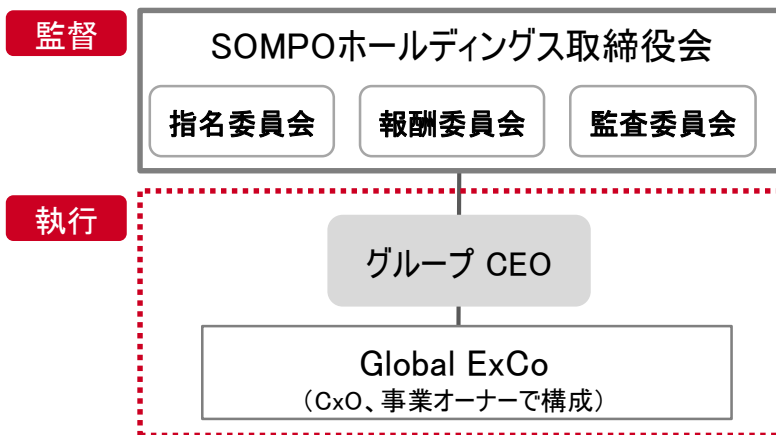 監督
SOMPOホールディングス取締役会
指名委員会
報酬委員会
監査委員会
執行
グループ CEO
Global ExCo
（CxO、事業オーナーで構成）